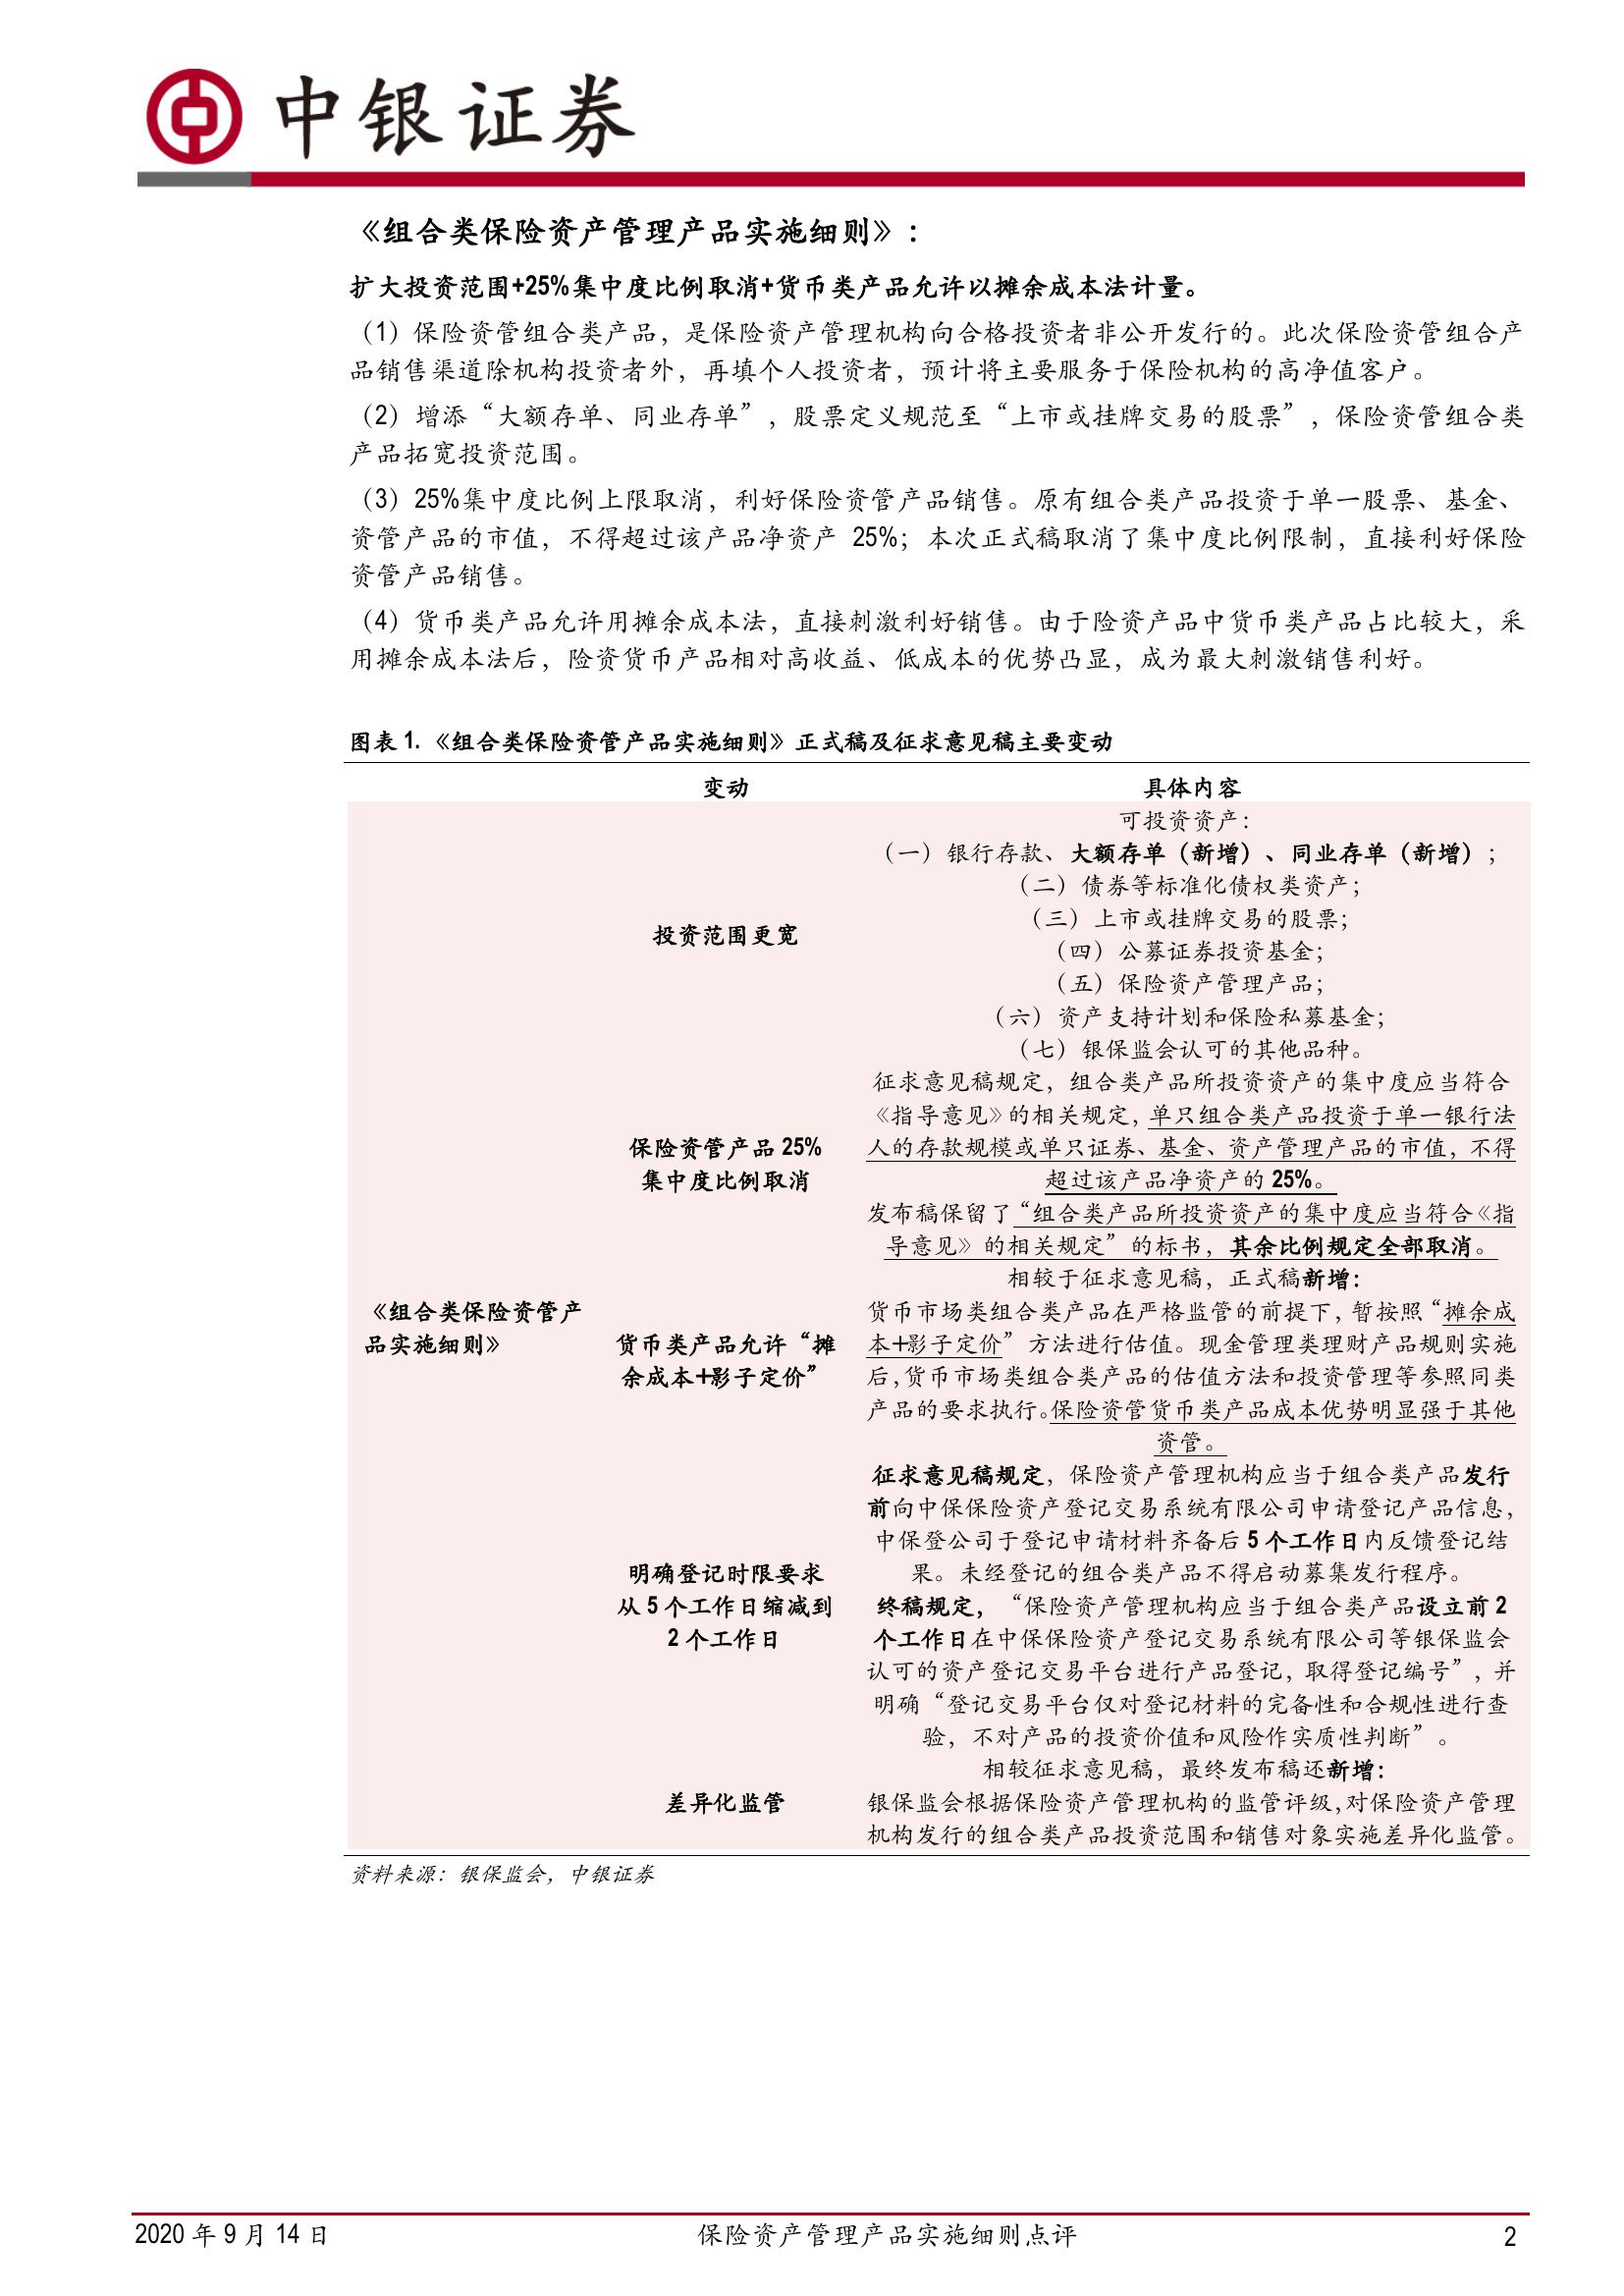 中银证券
《组合类保险资产管理产品实施细则》：
扩大投资范围+25%集中度比例取消+货币类产品允许以摊余成本法计量。
（1）保险资管组合类产品，是保险资产管理机构向合格投资者非公开发行的。此次保险资管组合产
品销售渠道除机构投资者外，再填个人投资者，预计将主要服务于保险机构的高净值客户。
（2）增添“大额存单、同业存单”，股票定义规范至“上市或挂牌交易的股票”，保险资管组合类
产品拓宽投资范围。
（3）25%集中度比例上限取消，利好保险资管产品销售。原有组合类产品投资于单一股票、基金、
资管产品的市值，不得超过该产品净资产 25%；本次正式稿取消了集中度比例限制，直接利好保险
资管产品销售。
（4）货币类产品允许用摊余成本法，直接刺激利好销售。由于险资产品中货币类产品占比较大，采
用摊余成本法后，险资货币产品相对高收益、低成本的优势凸显，成为最大刺激销售利好。
图表 1.《组合类保险资管产品实施细则》正式稿及征求意见稿主要变动
变动 具体内容
《组合类保险资管产
品实施细则》
投资范围更宽
可投资资产：
（一）银行存款、大额存单（新增）、同业存单（新增）；
（二）债券等标准化债权类资产；
（三）上市或挂牌交易的股票；
（四）公募证券投资基金；
（五）保险资产管理产品；
（六）资产支持计划和保险私募基金；
（七）银保监会认可的其他品种。
保险资管产品 25%
集中度比例取消
征求意见稿规定，组合类产品所投资资产的集中度应当符合
《指导意见》的相关规定，单只组合类产品投资于单一银行法
人的存款规模或单只证券、基金、资产管理产品的市值，不得
超过该产品净资产的 25%。
发布稿保留了“组合类产品所投资资产的集中度应当符合《指
导意见》的相关规定”的标书，其余比例规定全部取消。
货币类产品允许“摊
余成本+影子定价”
相较于征求意见稿，正式稿新增：
货币市场类组合类产品在严格监管的前提下，暂按照“摊余成
本+影子定价”方法进行估值。现金管理类理财产品规则实施
后，货币市场类组合类产品的估值方法和投资管理等参照同类
产品的要求执行。保险资管货币类产品成本优势明显强于其他
资管。
明确登记时限要求
从 5 个工作日缩减到
2 个工作日
征求意见稿规定，保险资产管理机构应当于组合类产品发行
前向中保保险资产登记交易系统有限公司申请登记产品信息，
中保登公司于登记申请材料齐备后 5 个工作日内反馈登记结
果。未经登记的组合类产品不得启动募集发行程序。
终稿规定，“保险资产管理机构应当于组合类产品设立前 2
个工作日在中保保险资产登记交易系统有限公司等银保监会
认可的资产登记交易平台进行产品登记，取得登记编号”，并
明确“登记交易平台仅对登记材料的完备性和合规性进行查
验，不对产品的投资价值和风险作实质性判断”。
差异化监管
相较征求意见稿，最终发布稿还新增：
银保监会根据保险资产管理机构的监管评级，对保险资产管理
机构发行的组合类产品投资范围和销售对象实施差异化监管。
资料来源：银保监会，中银证券
2020 年 9 月 14 日 保险资产管理产品实施细则点评 2